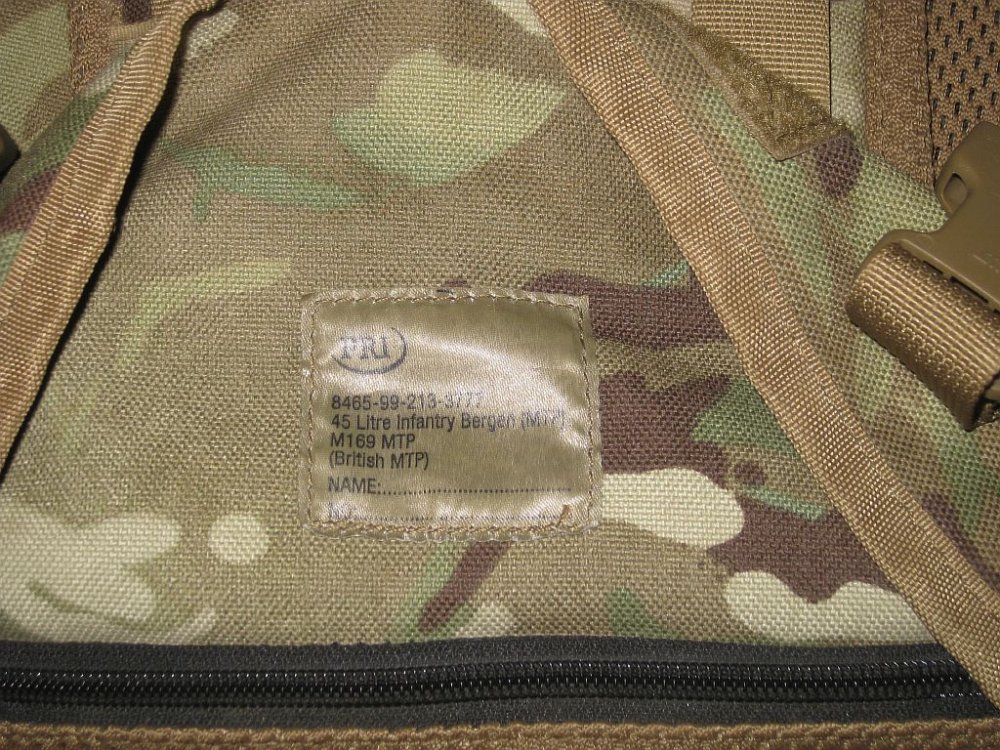 PRI
8465-99-213-3777
45 Litre Infantry Bergen (MTP)
M169 MTP
(British MTP)
NAME:..........................................